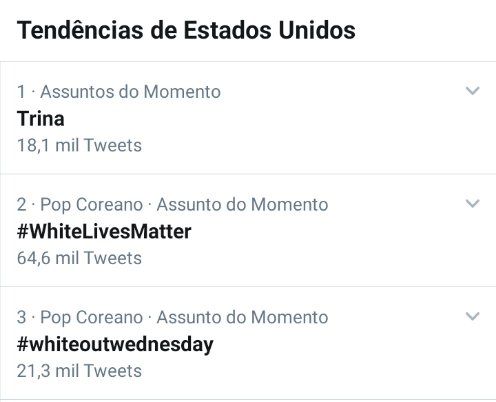 Tendências de Estados Unidos
1 · Assuntos do Momento
Trina
18,1 mil Tweets
2 · Pop Coreano · Assunto do Momento
#WhiteLivesMatter
64,6 mil Tweets
3 · Pop Coreano · Assunto do Momento
#whiteoutwednesday
21,3 mil Tweets